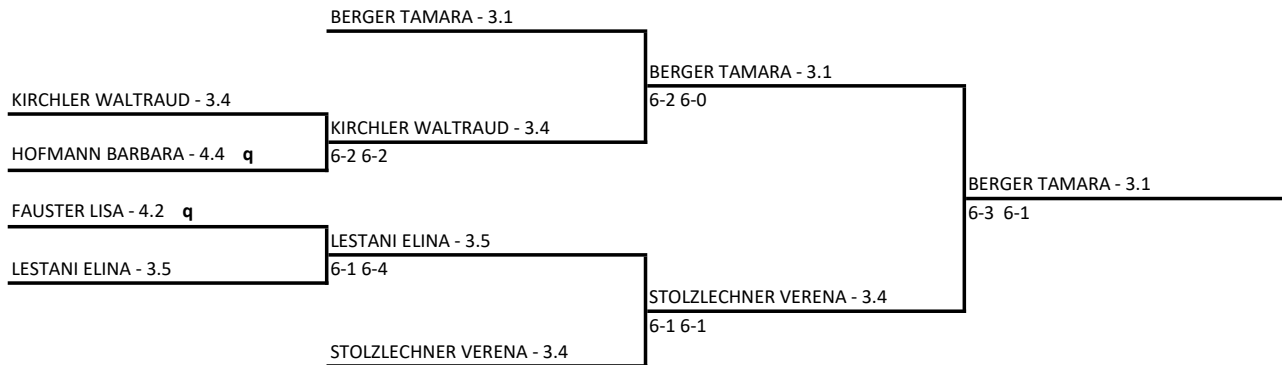 BERGER TAMARA - 3.1
BERGER TAMARA - 3.1
KIRCHLER WALTRAUD - 3.4
6-2 6-0
KIRCHLER WALTRAUD - 3.4
HOFMANN BARBARA - 4.4 q
6-2 6-2
BERGER TAMARA - 3.1
FAUSTER LISA - 4.2 q
6-3 6-1
LESTANI ELINA - 3.5
LESTANI ELINA - 3.5
6-1 6-4
STOLZLECHNER VERENA - 3.4
6-1 6-1
STOLZLECHNER VERENA - 3.4